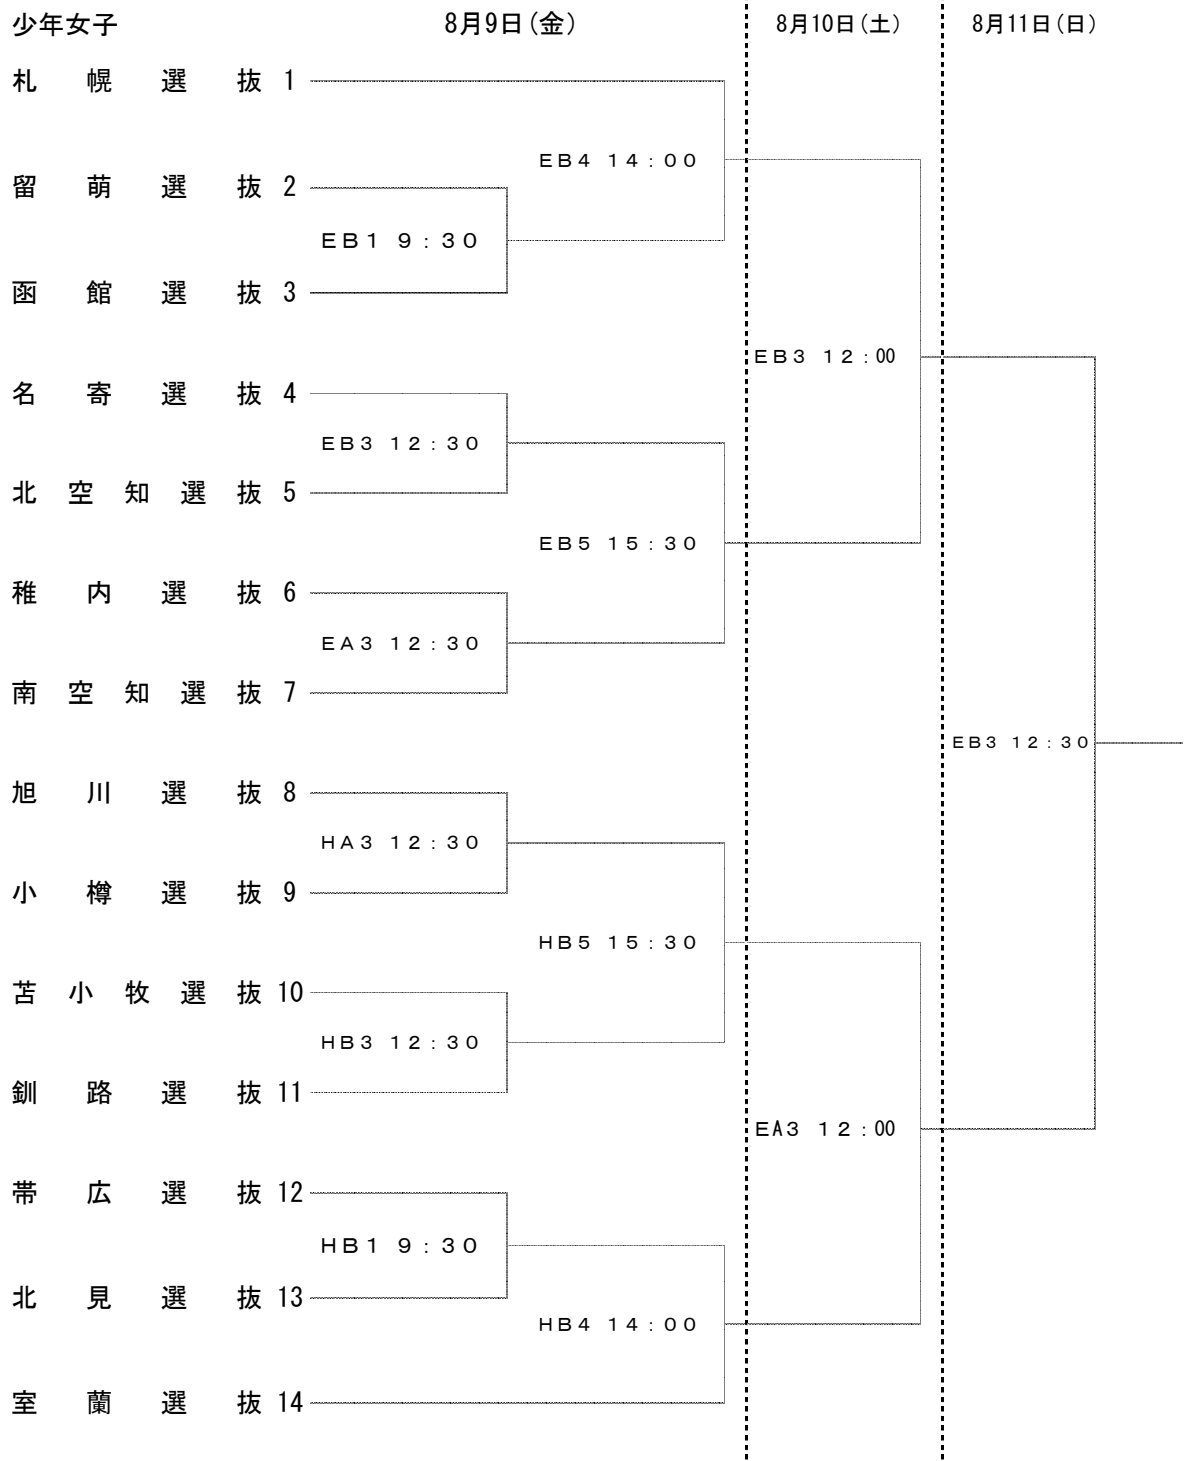 少年女子 8月9日(金) 8月10日(土) 8月11日(日)
札幌選抜 1
EB4 14:00
留萌選抜 2
EB1 9:30
函館選抜 3
EB3 12:00
名寄選抜 4
EB3 12:30
北空知選抜 5
EB5 15:30
稚内選抜 6
EA3 12:30
南空知選抜 7
EB3 12:30
旭川選抜 8
HA3 12:30
小樽選抜 9
HB5 15:30
苫小牧選抜 10
HB3 12:30
釧路選抜 11
EA3 12:00
帯広選抜 12
HB1 9:30
北見選抜 13
HB4 14:00
室蘭選抜 14